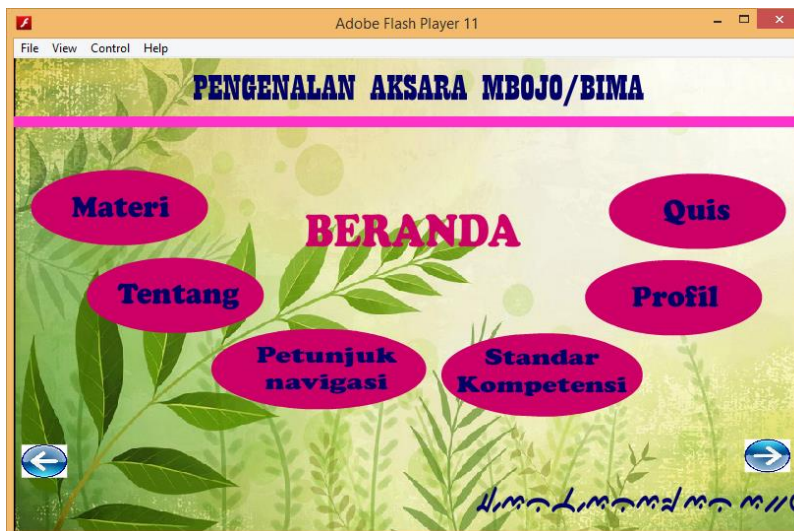 Adobe Flash Player 11
File View Control Help
PENGENALAN AKSARA MBOJO/BIMA
Materi
BERANDA
Quis
Tentang
Profil
Petunjuk
navigasi
Standar
Kompetensi